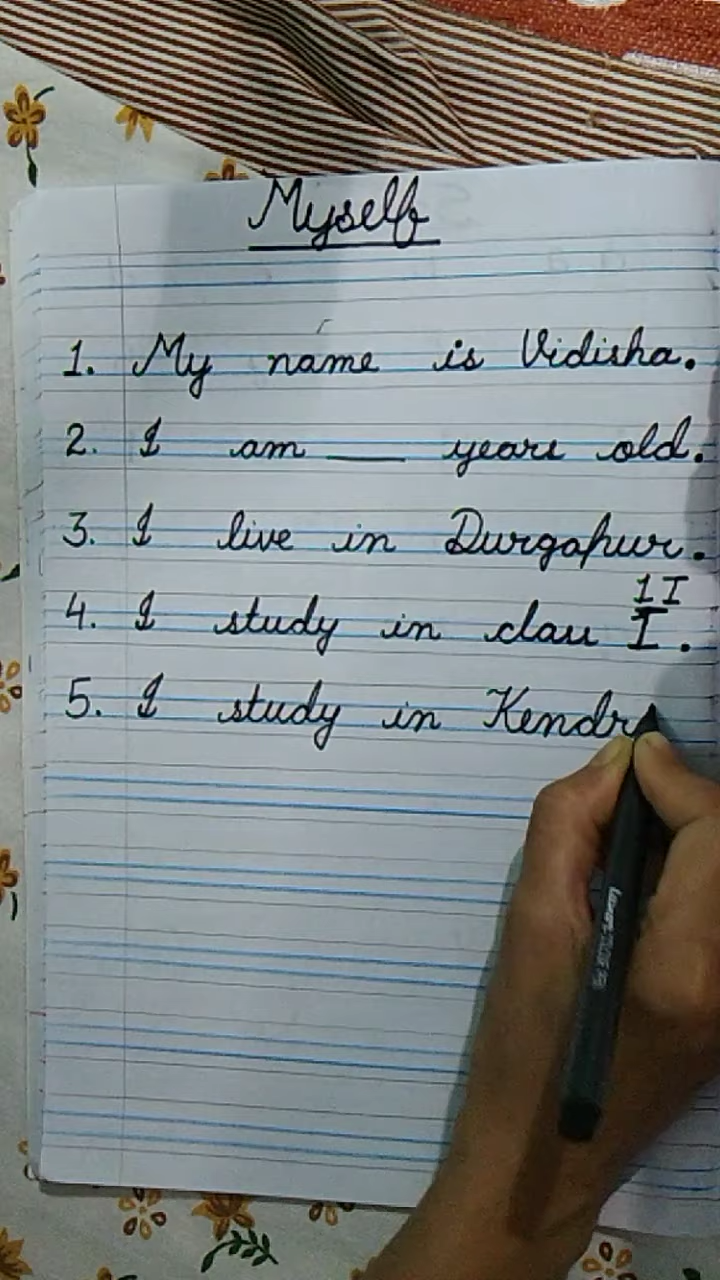 Myself
1. My name is Vidisha.
2. I am ___ years old.
3. I live in Durgapur.
1 I
4. I study in class I.
5. I study in Kendr